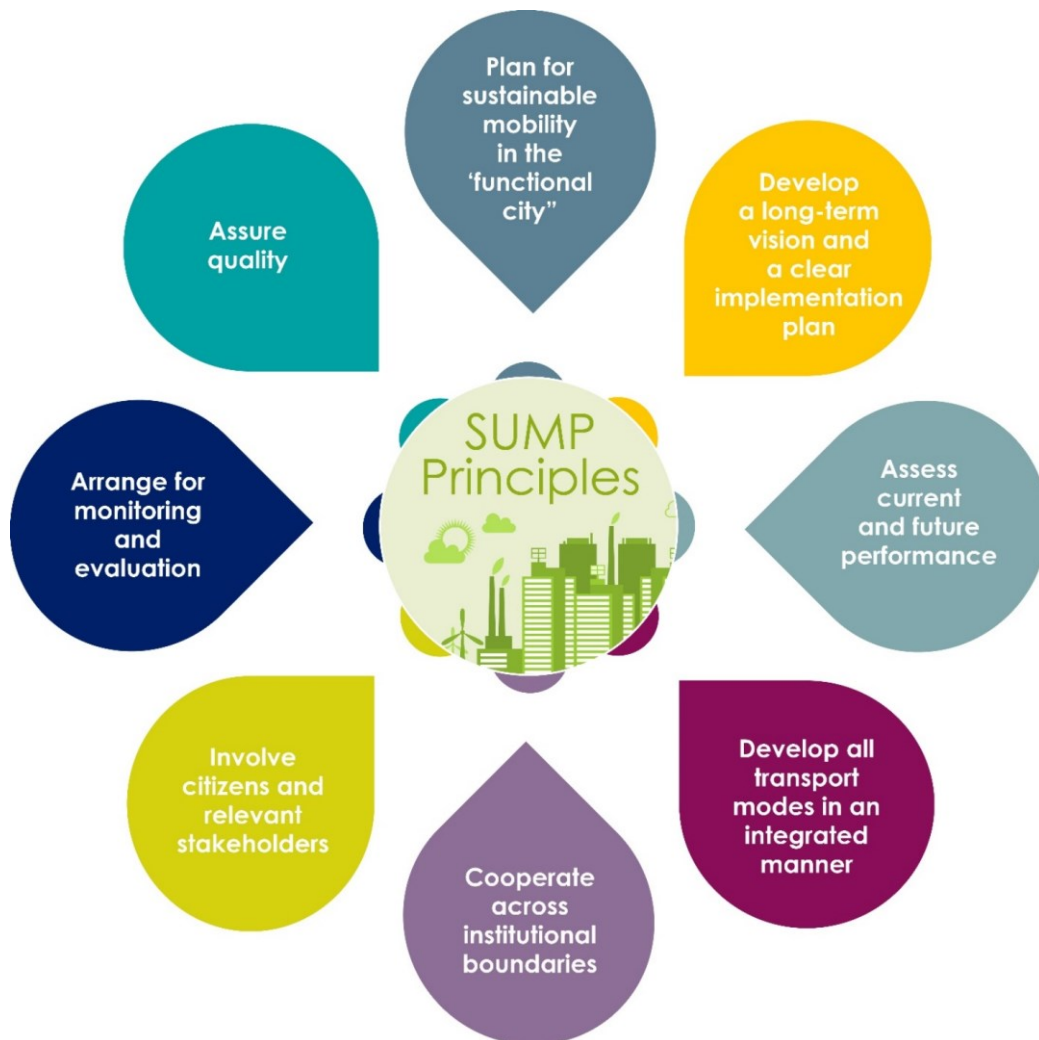 Plan for
sustainable
mobility
in the
‘functional
city”
Develop
a long-term
vision and
a clear
implementation
plan
Assess
current
and future
performance
Develop all
transport
modes in an
integrated
manner
Cooperate
across
institutional
boundaries
Involve
citizens and
relevant
stakeholders
Arrange for
monitoring
and
evaluation
Assure
quality
SUMP
Principles